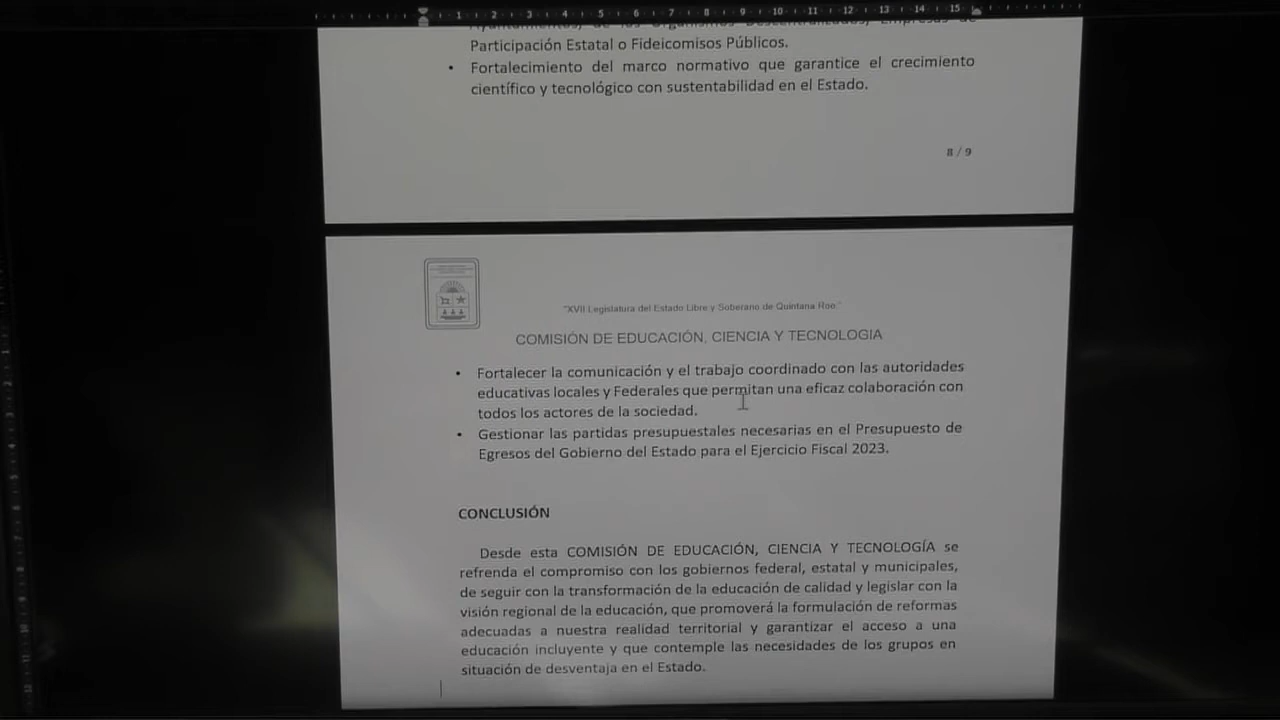 Participación Estatal o Fideicomisos Públicos.
• Fortalecimiento del marco normativo que garantice el crecimiento
científico y tecnológico con sustentabilidad en el Estado.
8 / 9
"XVII Legislatura del Estado Libre y Soberano de Quintana Roo."
COMISIÓN DE EDUCACIÓN, CIENCIA Y TECNOLOGIA
• Fortalecer la comunicación y el trabajo coordinado con las autoridades
educativas locales y Federales que permitan una eficaz colaboración con
todos los actores de la sociedad.
• Gestionar las partidas presupuestales necesarias en el Presupuesto de
Egresos del Gobierno del Estado para el Ejercicio Fiscal 2023.
CONCLUSIÓN
Desde esta COMISIÓN DE EDUCACIÓN, CIENCIA Y TECNOLOGÍA se
refrenda el compromiso con los gobiernos federal, estatal y municipales,
de seguir con la transformación de la educación de calidad y legislar con la
visión regional de la educación, que promoverá la formulación de reformas
adecuadas a nuestra realidad territorial y garantizar el acceso a una
educación incluyente y que contemple las necesidades de los grupos en
situación de desventaja en el Estado.